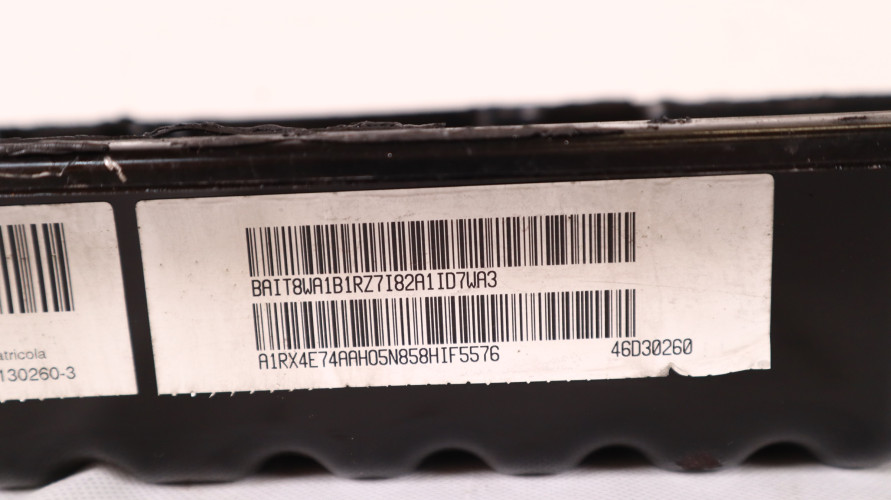 BAIT8WA1B1RZ7I82A1ID7WA3
A1RX4E74AAH05N858HIF5576 46D30260
atricola
130260-3